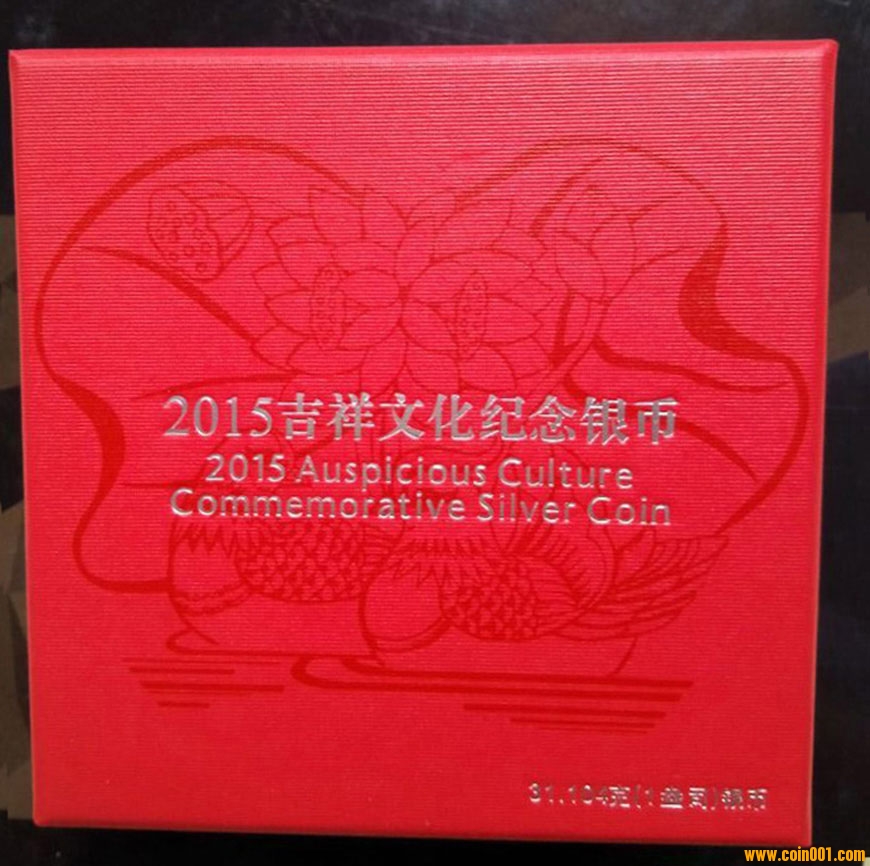 2015吉祥文化纪念银币
2015 Auspicious Culture
Commemorative Silver Coin
31.104克(1盎司)银币
www.coin001.com